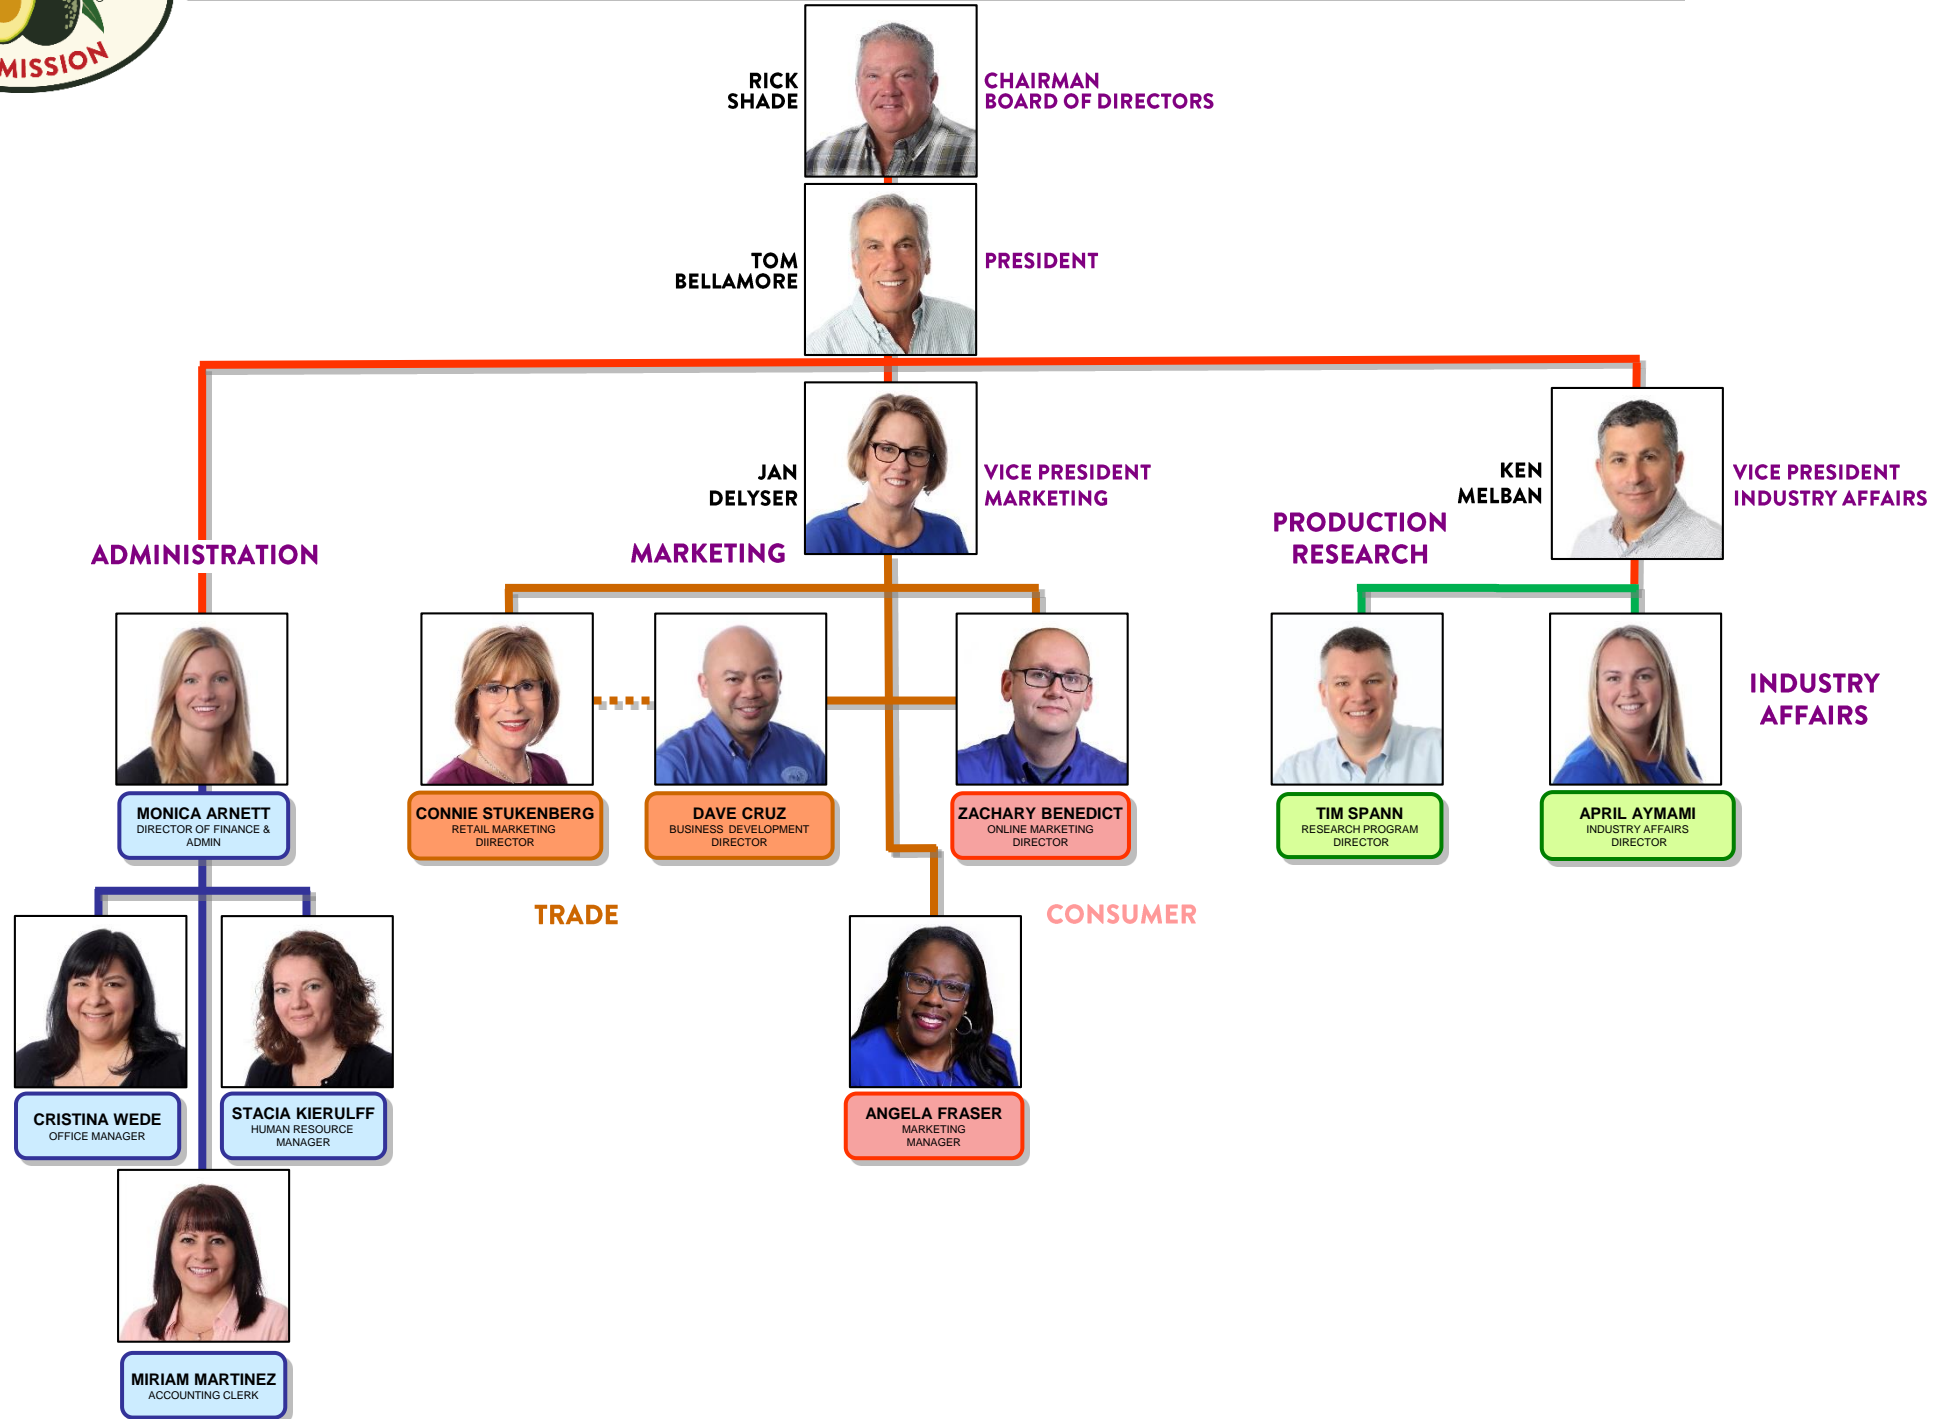 MISSION
RICK
SHADE
CHAIRMAN
BOARD OF DIRECTORS
TOM
BELLAMORE
PRESIDENT
JAN
DELYSER
VICE PRESIDENT
MARKETING
KEN
MELBAN
VICE PRESIDENT
INDUSTRY AFFAIRS
ADMINISTRATION
MARKETING
PRODUCTION
RESEARCH
INDUSTRY
AFFAIRS
MONICA ARNETT
DIRECTOR OF FINANCE &
ADMIN
CONNIE STUKENBERG
RETAIL MARKETING
DIIRECTOR
DAVE CRUZ
BUSINESS DEVELOPMENT
DIRECTOR
ZACHARY BENEDICT
ONLINE MARKETING
DIRECTOR
TIM SPANN
RESEARCH PROGRAM
DIRECTOR
APRIL AYMAMI
INDUSTRY AFFAIRS
DIRECTOR
TRADE
CONSUMER
CRISTINA WEDE
OFFICE MANAGER
STACIA KIERULFF
HUMAN RESOURCE
MANAGER
ANGELA FRASER
MARKETING
MANAGER
MIRIAM MARTINEZ
ACCOUNTING CLERK